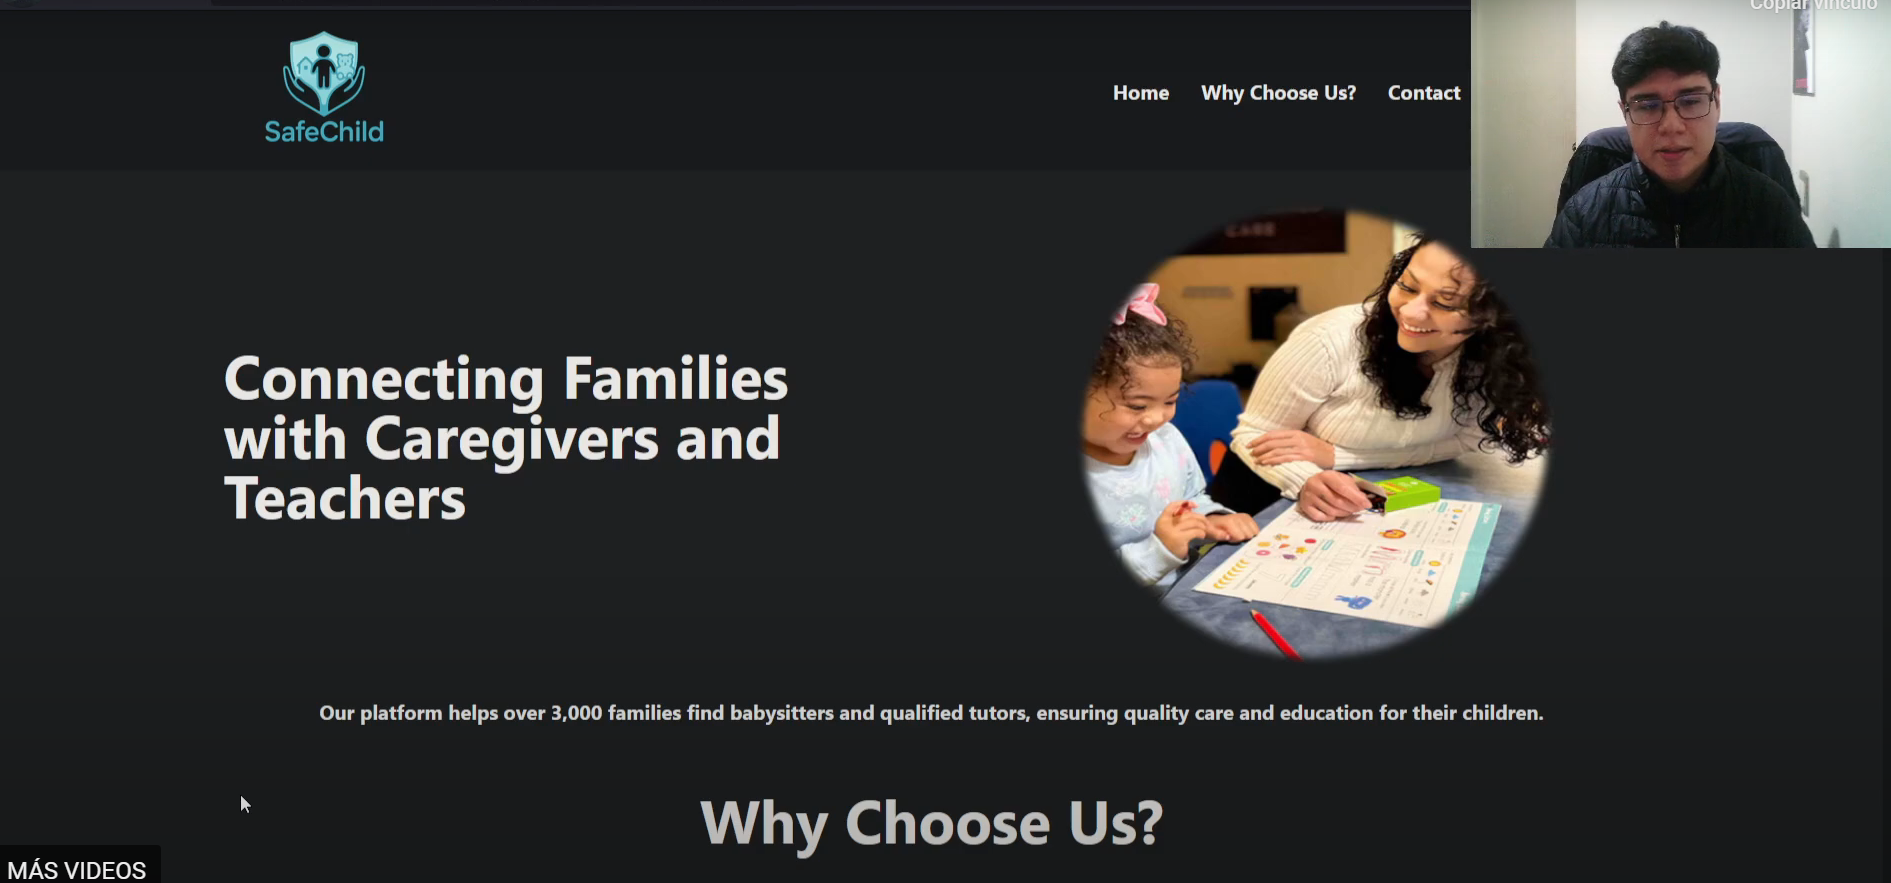 Copiar vínculo
SafeChild
Home Why Choose Us? Contact
CARE
Connecting Families
with Caregivers and
Teachers
Our platform helps over 3,000 families find babysitters and qualified tutors, ensuring quality care and education for their children.
Why Choose Us?
MÁS VIDEOS